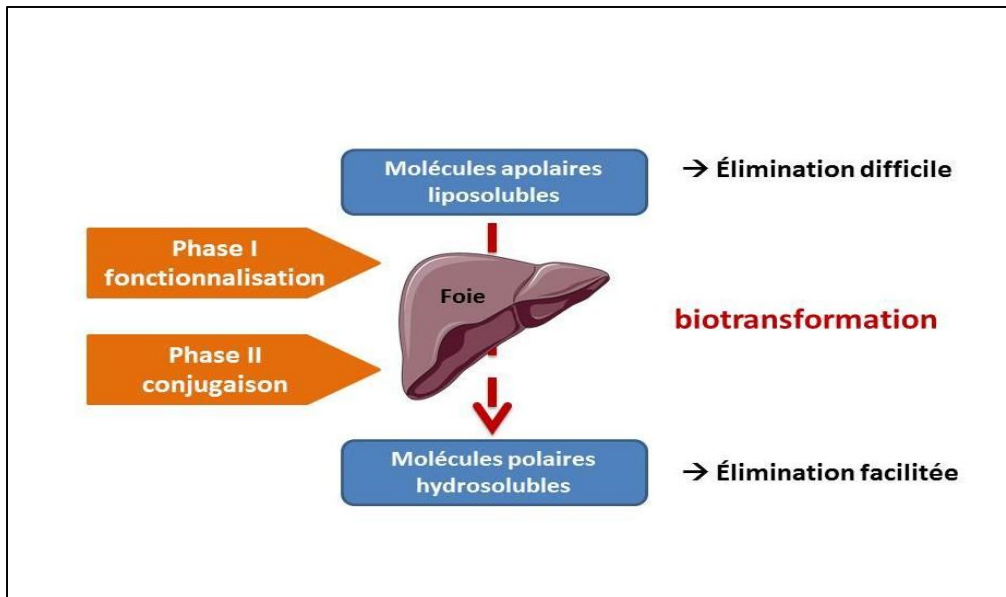 Molécules apolaires
liposolubles
→ Élimination difficile
Phase I
fonctionnalisation
Foie
biotransformation
Phase II
conjugaison
Molécules polaires
hydrosolubles
→ Élimination facilitée